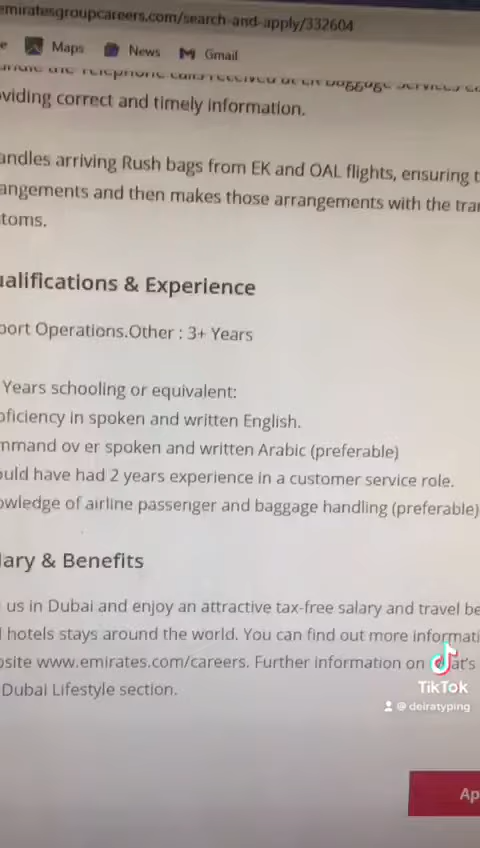 emiratesgroupcareers.com/search-and-apply/332604
Maps News Gmail
oviding correct and timely information.
andles arriving Rush bags from EK and OAL flights, ensuring t
angements and then makes those arrangements with the tra
toms.
ualifications & Experience
port Operations.Other : 3+ Years
Years schooling or equivalent:
oficiency in spoken and written English.
mmand ov er spoken and written Arabic (preferable)
ould have had 2 years experience in a customer service role.
owledge of airline passenger and baggage handling (preferable)
lary & Benefits
us in Dubai and enjoy an attractive tax-free salary and travel be
hotels stays around the world. You can find out more informati
osite www.emirates.com/careers. Further information on at's
Dubai Lifestyle section.
TikTok
@ deiratyping
Ap